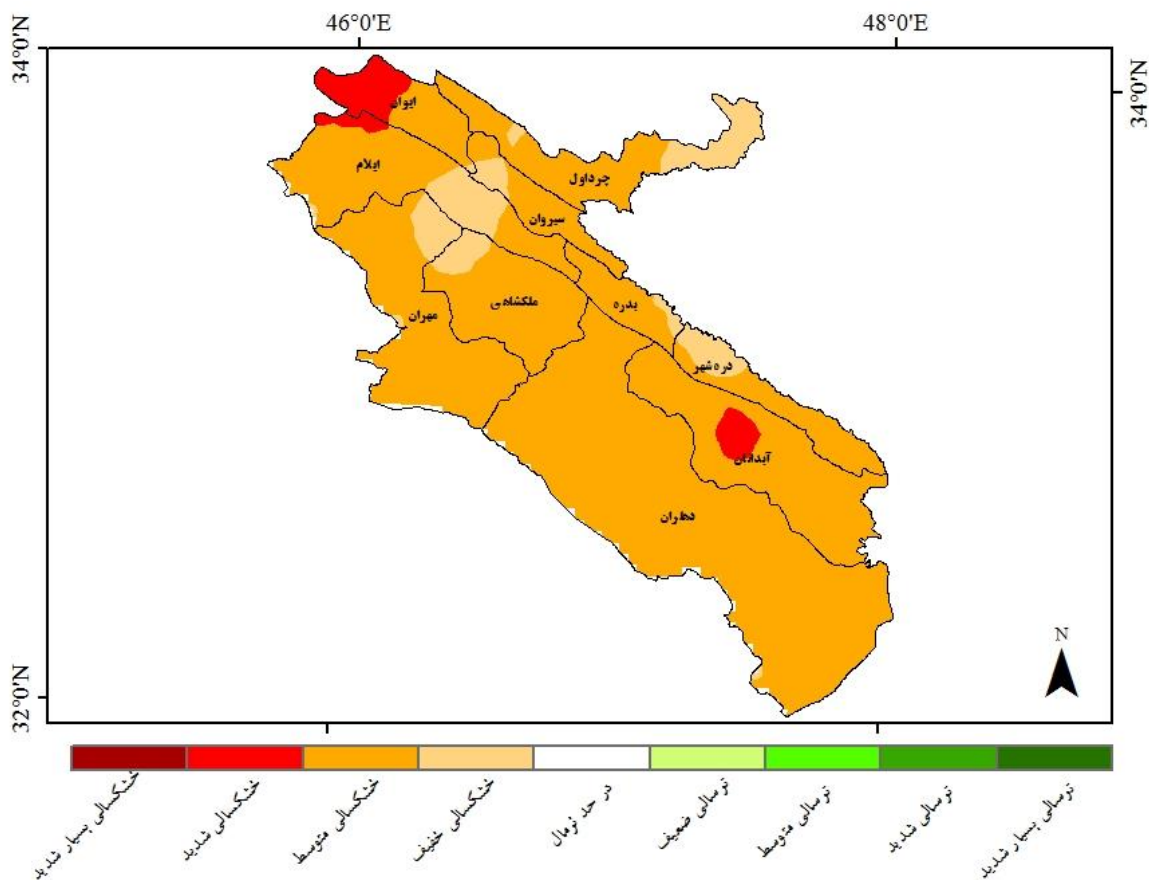 46°0'E 48°0'E
34°0'N 34°0'N
ایوان
ایلام
چرداول
سیروان
ملکشاهی
بدره
مهران
دره شهر
آبدانان
دهلران
N
32°0'N 32°0'N
خشکسالی بسیار شدید
خشکسالی شدید
خشکسالی متوسط
خشکسالی خفیف
در حد نرمال
ترسالی ضعیف
ترسالی متوسط
ترسالی شدید
ترسالی بسیار شدید